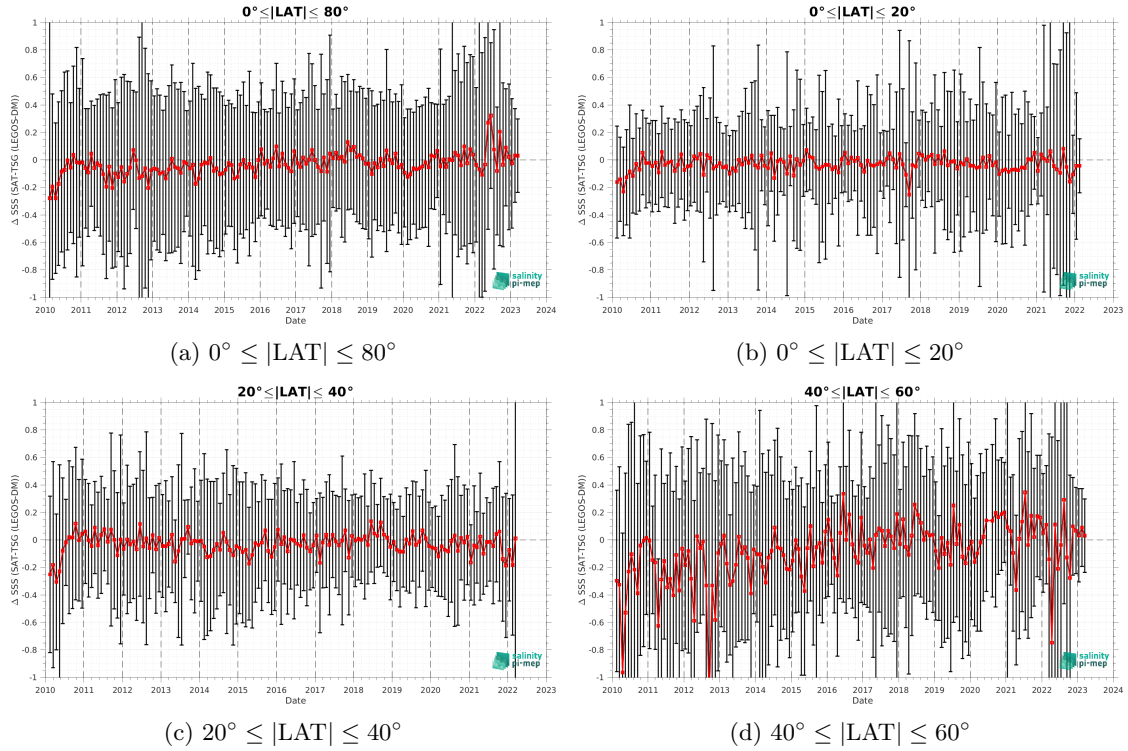 0°≤|LAT|≤ 80°
Δ SSS (SAT-TSG (LEGOS-DM))
1
0.8
0.6
0.4
0.2
0
-0.2
-0.4
-0.6
-0.8
-1
2010 2011 2012 2013 2014 2015 2016 2017 2018 2019 2020 2021 2022 2023 2024
Date
salinity
pi-mep
(a) 0° ≤ |LAT| ≤ 80°
0°≤|LAT|≤ 20°
Δ SSS (SAT-TSG (LEGOS-DM))
1
0.8
0.6
0.4
0.2
0
-0.2
-0.4
-0.6
-0.8
-1
2010 2011 2012 2013 2014 2015 2016 2017 2018 2019 2020 2021 2022 2023
Date
salinity
pi-mep
(b) 0° ≤ |LAT| ≤ 20°
20°≤|LAT|≤ 40°
Δ SSS (SAT-TSG (LEGOS-DM))
1
0.8
0.6
0.4
0.2
0
-0.2
-0.4
-0.6
-0.8
-1
2010 2011 2012 2013 2014 2015 2016 2017 2018 2019 2020 2021 2022 2023
Date
salinity
pi-mep
(c) 20° ≤ |LAT| ≤ 40°
40°≤|LAT|≤ 60°
Δ SSS (SAT-TSG (LEGOS-DM))
1
0.8
0.6
0.4
0.2
0
-0.2
-0.4
-0.6
-0.8
-1
2010 2011 2012 2013 2014 2015 2016 2017 2018 2019 2020 2021 2022 2023 2024
Date
salinity
pi-mep
(d) 40° ≤ |LAT| ≤ 60°